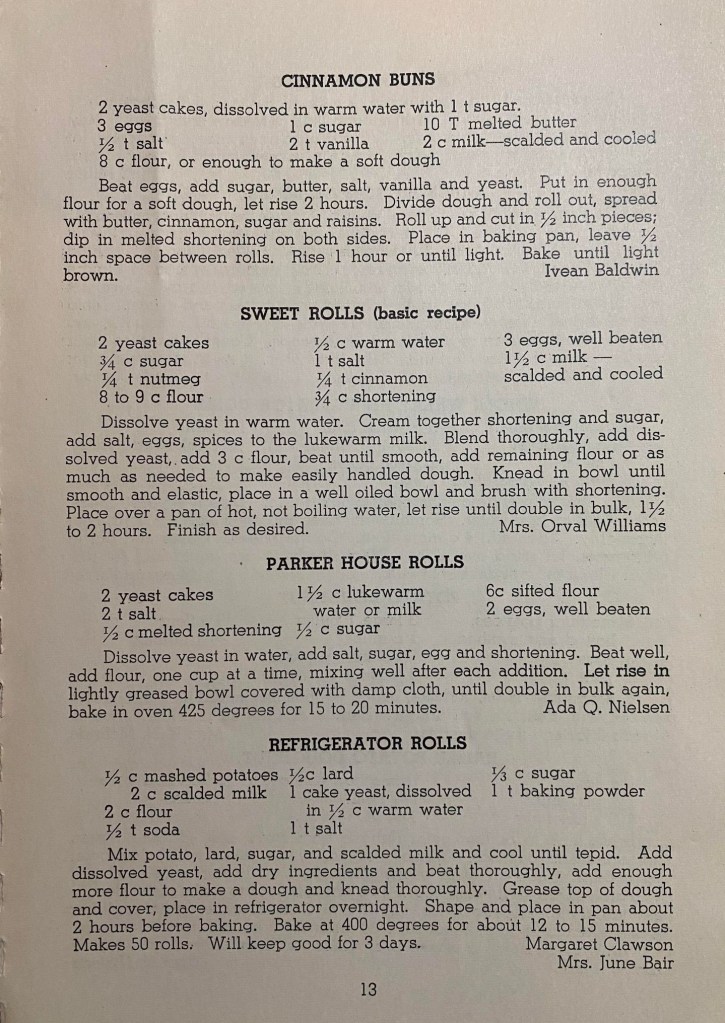 CINNAMON BUNS
2 yeast cakes, dissolved in warm water with 1 t sugar.
3 eggs 1 c sugar 10 T melted butter
½ t salt 2 t vanilla 2 c milk—scalded and cooled
8 c flour, or enough to make a soft dough
Beat eggs, add sugar, butter, salt, vanilla and yeast. Put in enough
flour for a soft dough, let rise 2 hours. Divide dough and roll out, spread
with butter, cinnamon, sugar and raisins. Roll up and cut in ½ inch pieces;
dip in melted shortening on both sides. Place in baking pan, leave ½
inch space between rolls. Rise 1 hour or until light. Bake until light
brown. Ivean Baldwin
SWEET ROLLS (basic recipe)
2 yeast cakes ½ c warm water 3 eggs, well beaten
¾ c sugar 1 t salt 1½ c milk —
¼ t nutmeg ¼ t cinnamon scalded and cooled
8 to 9 c flour ¾ c shortening
Dissolve yeast in warm water. Cream together shortening and sugar,
add salt, eggs, spices to the lukewarm milk. Blend thoroughly, add dis-
solved yeast, add 3 c flour, beat until smooth, add remaining flour or as
much as needed to make easily handled dough. Knead in bowl until
smooth and elastic, place in a well oiled bowl and brush with shortening.
Place over a pan of hot, not boiling water, let rise until double in bulk, 1½
to 2 hours. Finish as desired. Mrs. Orval Williams
PARKER HOUSE ROLLS
2 yeast cakes 1½ c lukewarm 6c sifted flour
2 t salt water or milk 2 eggs, well beaten
½ c melted shortening ½ c sugar
Dissolve yeast in water, add salt, sugar, egg and shortening. Beat well,
add flour, one cup at a time, mixing well after each addition. Let rise in
lightly greased bowl covered with damp cloth, until double in bulk again,
bake in oven 425 degrees for 15 to 20 minutes. Ada Q. Nielsen
REFRIGERATOR ROLLS
½ c mashed potatoes ½c lard ⅓ c sugar
2 c scalded milk 1 cake yeast, dissolved 1 t baking powder
2 c flour in ½ c warm water
½ t soda 1 t salt
Mix potato, lard, sugar, and scalded milk and cool until tepid. Add
dissolved yeast, add dry ingredients and beat thoroughly, add enough
more flour to make a dough and knead thoroughly. Grease top of dough
and cover, place in refrigerator overnight. Shape and place in pan about
2 hours before baking. Bake at 400 degrees for about 12 to 15 minutes.
Makes 50 rolls. Will keep good for 3 days. Margaret Clawson
Mrs. June Bair
13